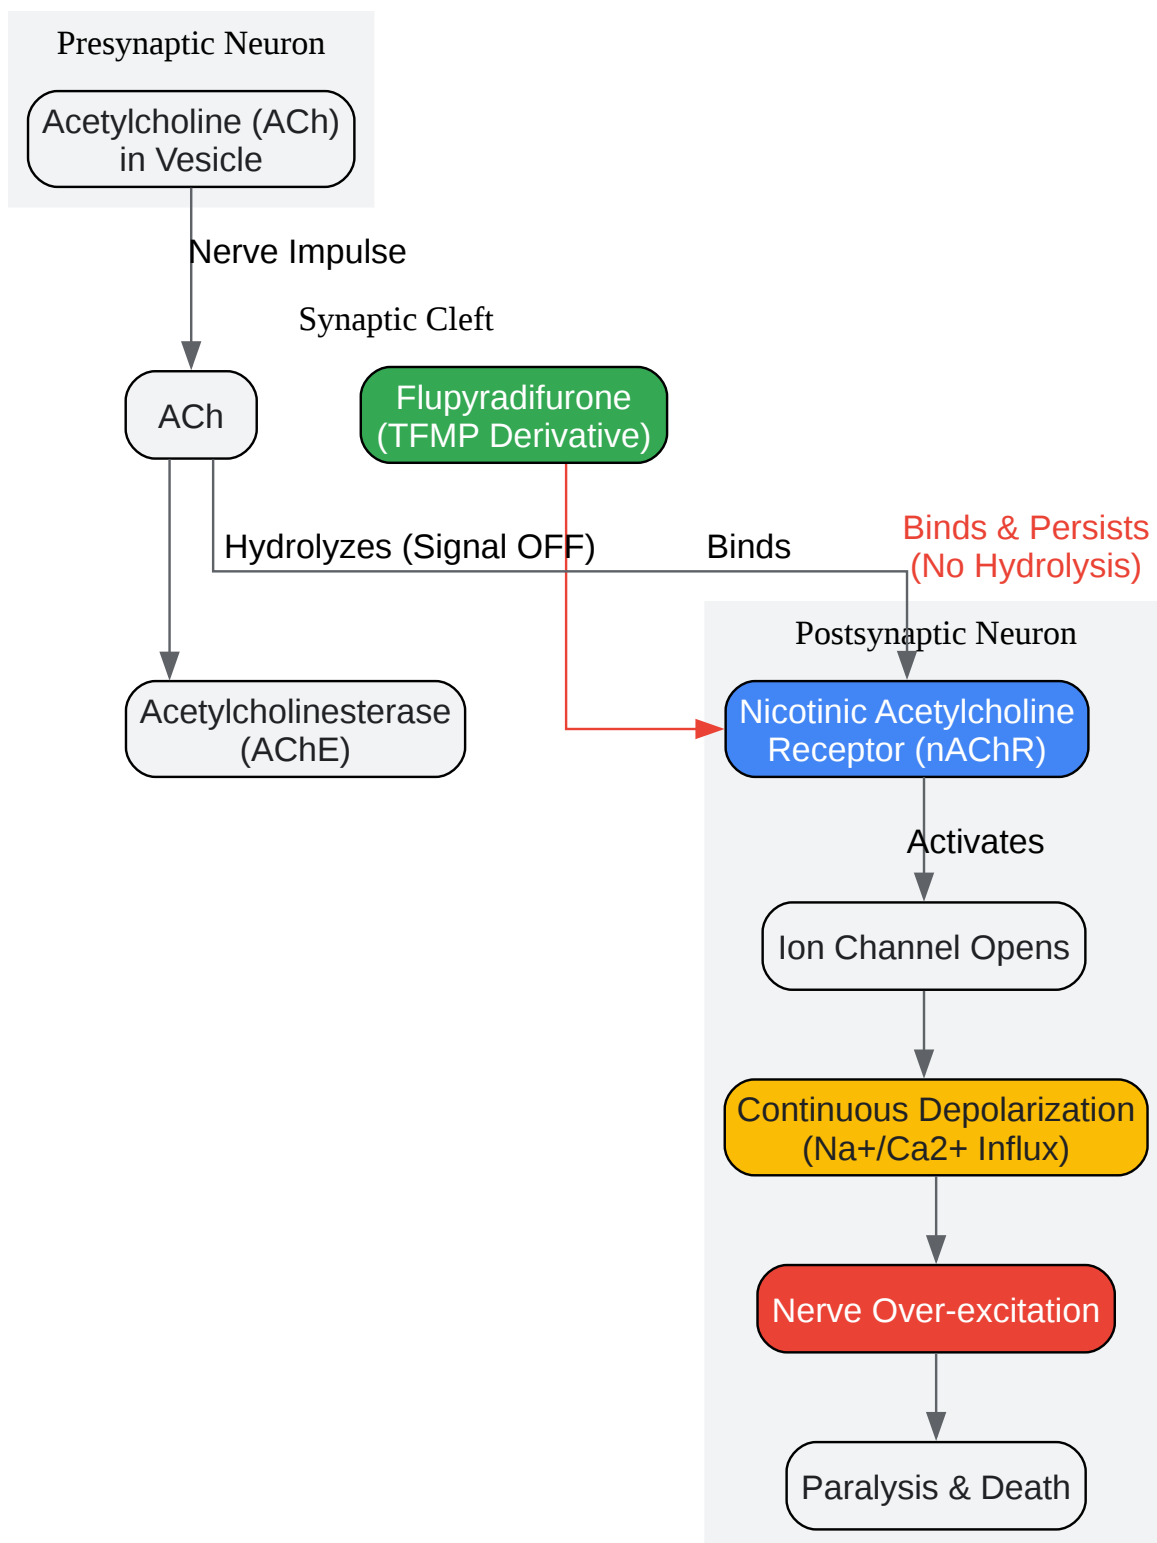 Presynaptic Neuron
Acetylcholine (ACh)
in Vesicle
Nerve Impulse
Synaptic Cleft
ACh
Flupyradifurone
(TFMP Derivative)
Hydrolyzes (Signal OFF)
Binds
Binds & Persists
(No Hydrolysis)
Postsynaptic Neuron
Acetylcholinesterase
(AChE)
Nicotinic Acetylcholine
Receptor (nAChR)
Activates
Ion Channel Opens
Continuous Depolarization
(Na+/Ca2+ Influx)
Nerve Over-excitation
Paralysis & Death